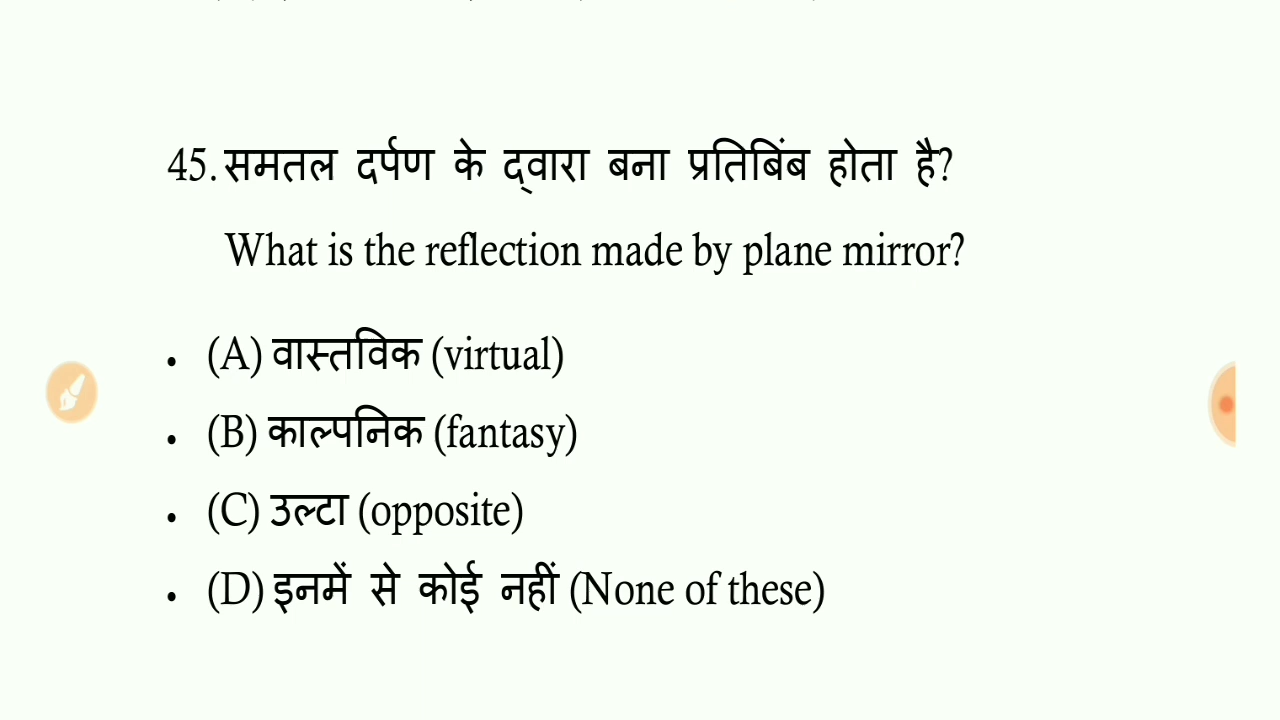 45. समतल दर्पण के द्वारा बना प्रतिबिंब होता है?
What is the reflection made by plane mirror?
• (A) वास्तविक (virtual)
• (B) काल्पनिक (fantasy)
• (C) उल्टा (opposite)
• (D) इनमें से कोई नहीं (None of these)